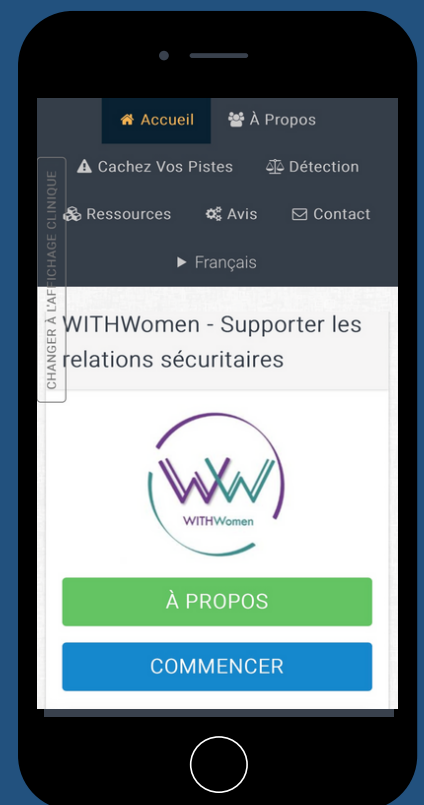 Accueil À Propos
Cachez Vos Pistes Détection
Ressources Avis Contact
Français
CHANGER À L'AFFICHAGE CLINIQUE
WITHWomen - Supporter les
relations sécuritaires
WW
WITHWomen
À PROPOS
COMMENCER